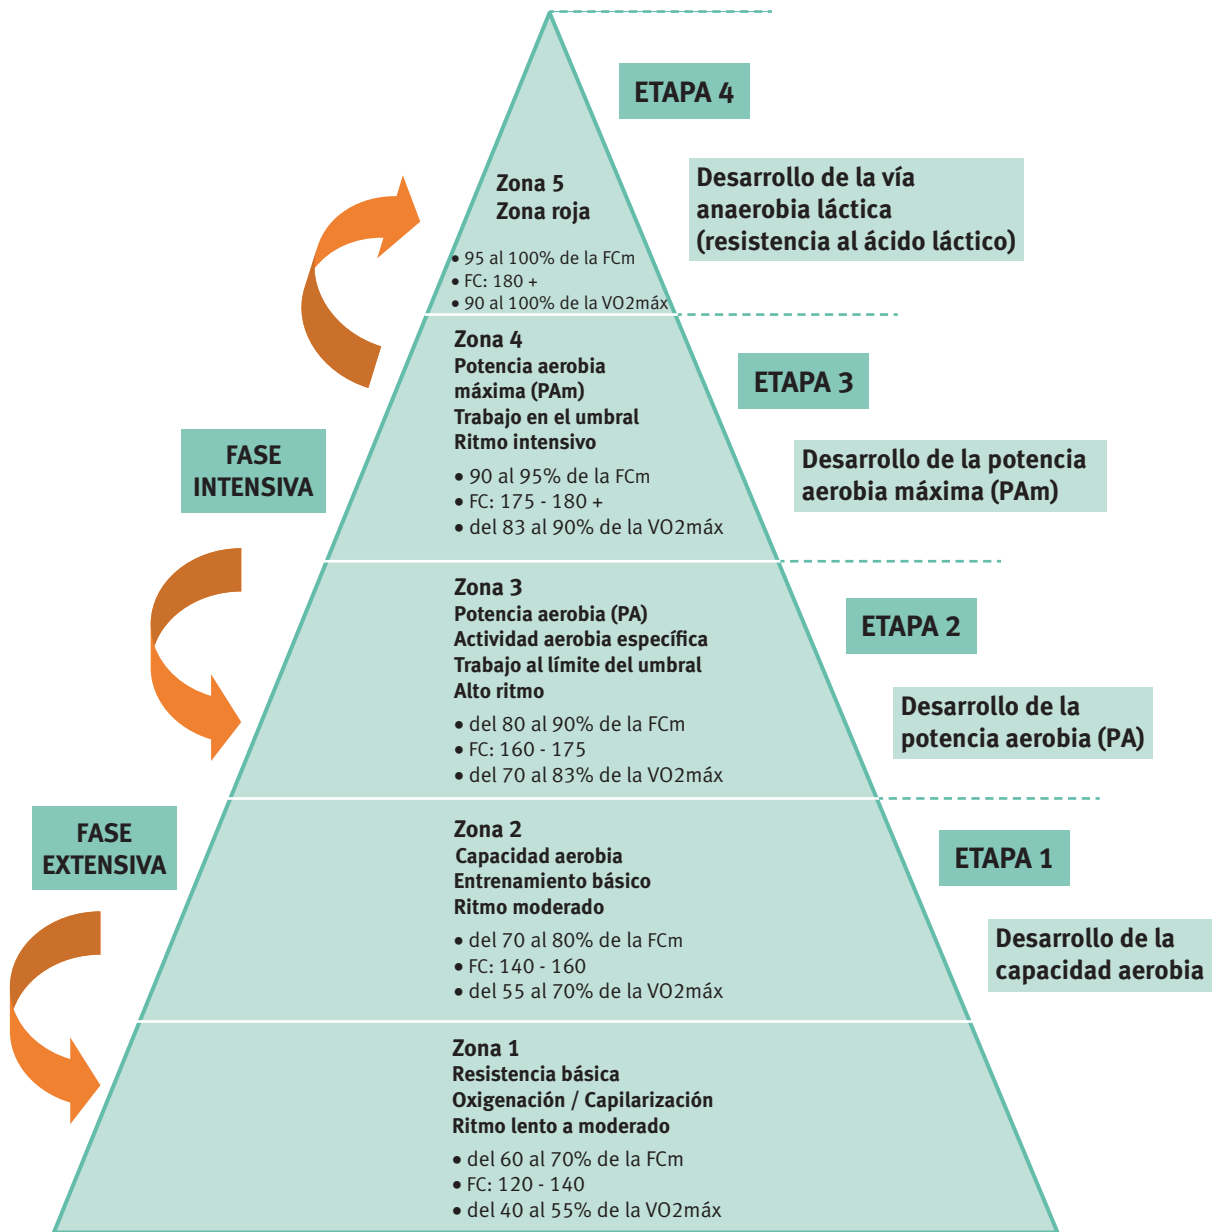 ETAPA 4
Zona 5
Zona roja
• 95 al 100% de la FCm
• FC: 180 +
• 90 al 100% de la VO2máx
Desarrollo de la vía
anaerobia láctica
(resistencia al ácido láctico)
Zona 4
Potencia aerobia
máxima (PAm)
Trabajo en el umbral
Ritmo intensivo
• 90 al 95% de la FCm
• FC: 175 - 180 +
• del 83 al 90% de la VO2máx
ETAPA 3
Desarrollo de la potencia
aerobia máxima (PAm)
FASE
INTENSIVA
Zona 3
Potencia aerobia (PA)
Actividad aerobia específica
Trabajo al límite del umbral
Alto ritmo
• del 80 al 90% de la FCm
• FC: 160 - 175
• del 70 al 83% de la VO2máx
ETAPA 2
Desarrollo de la
potencia aerobia (PA)
FASE
EXTENSIVA
Zona 2
Capacidad aerobia
Entrenamiento básico
Ritmo moderado
• del 70 al 80% de la FCm
• FC: 140 - 160
• del 55 al 70% de la VO2máx
ETAPA 1
Desarrollo de la
capacidad aerobia
Zona 1
Resistencia básica
Oxigenación / Capilarización
Ritmo lento a moderado
• del 60 al 70% de la FCm
• FC: 120 - 140
• del 40 al 55% de la VO2máx